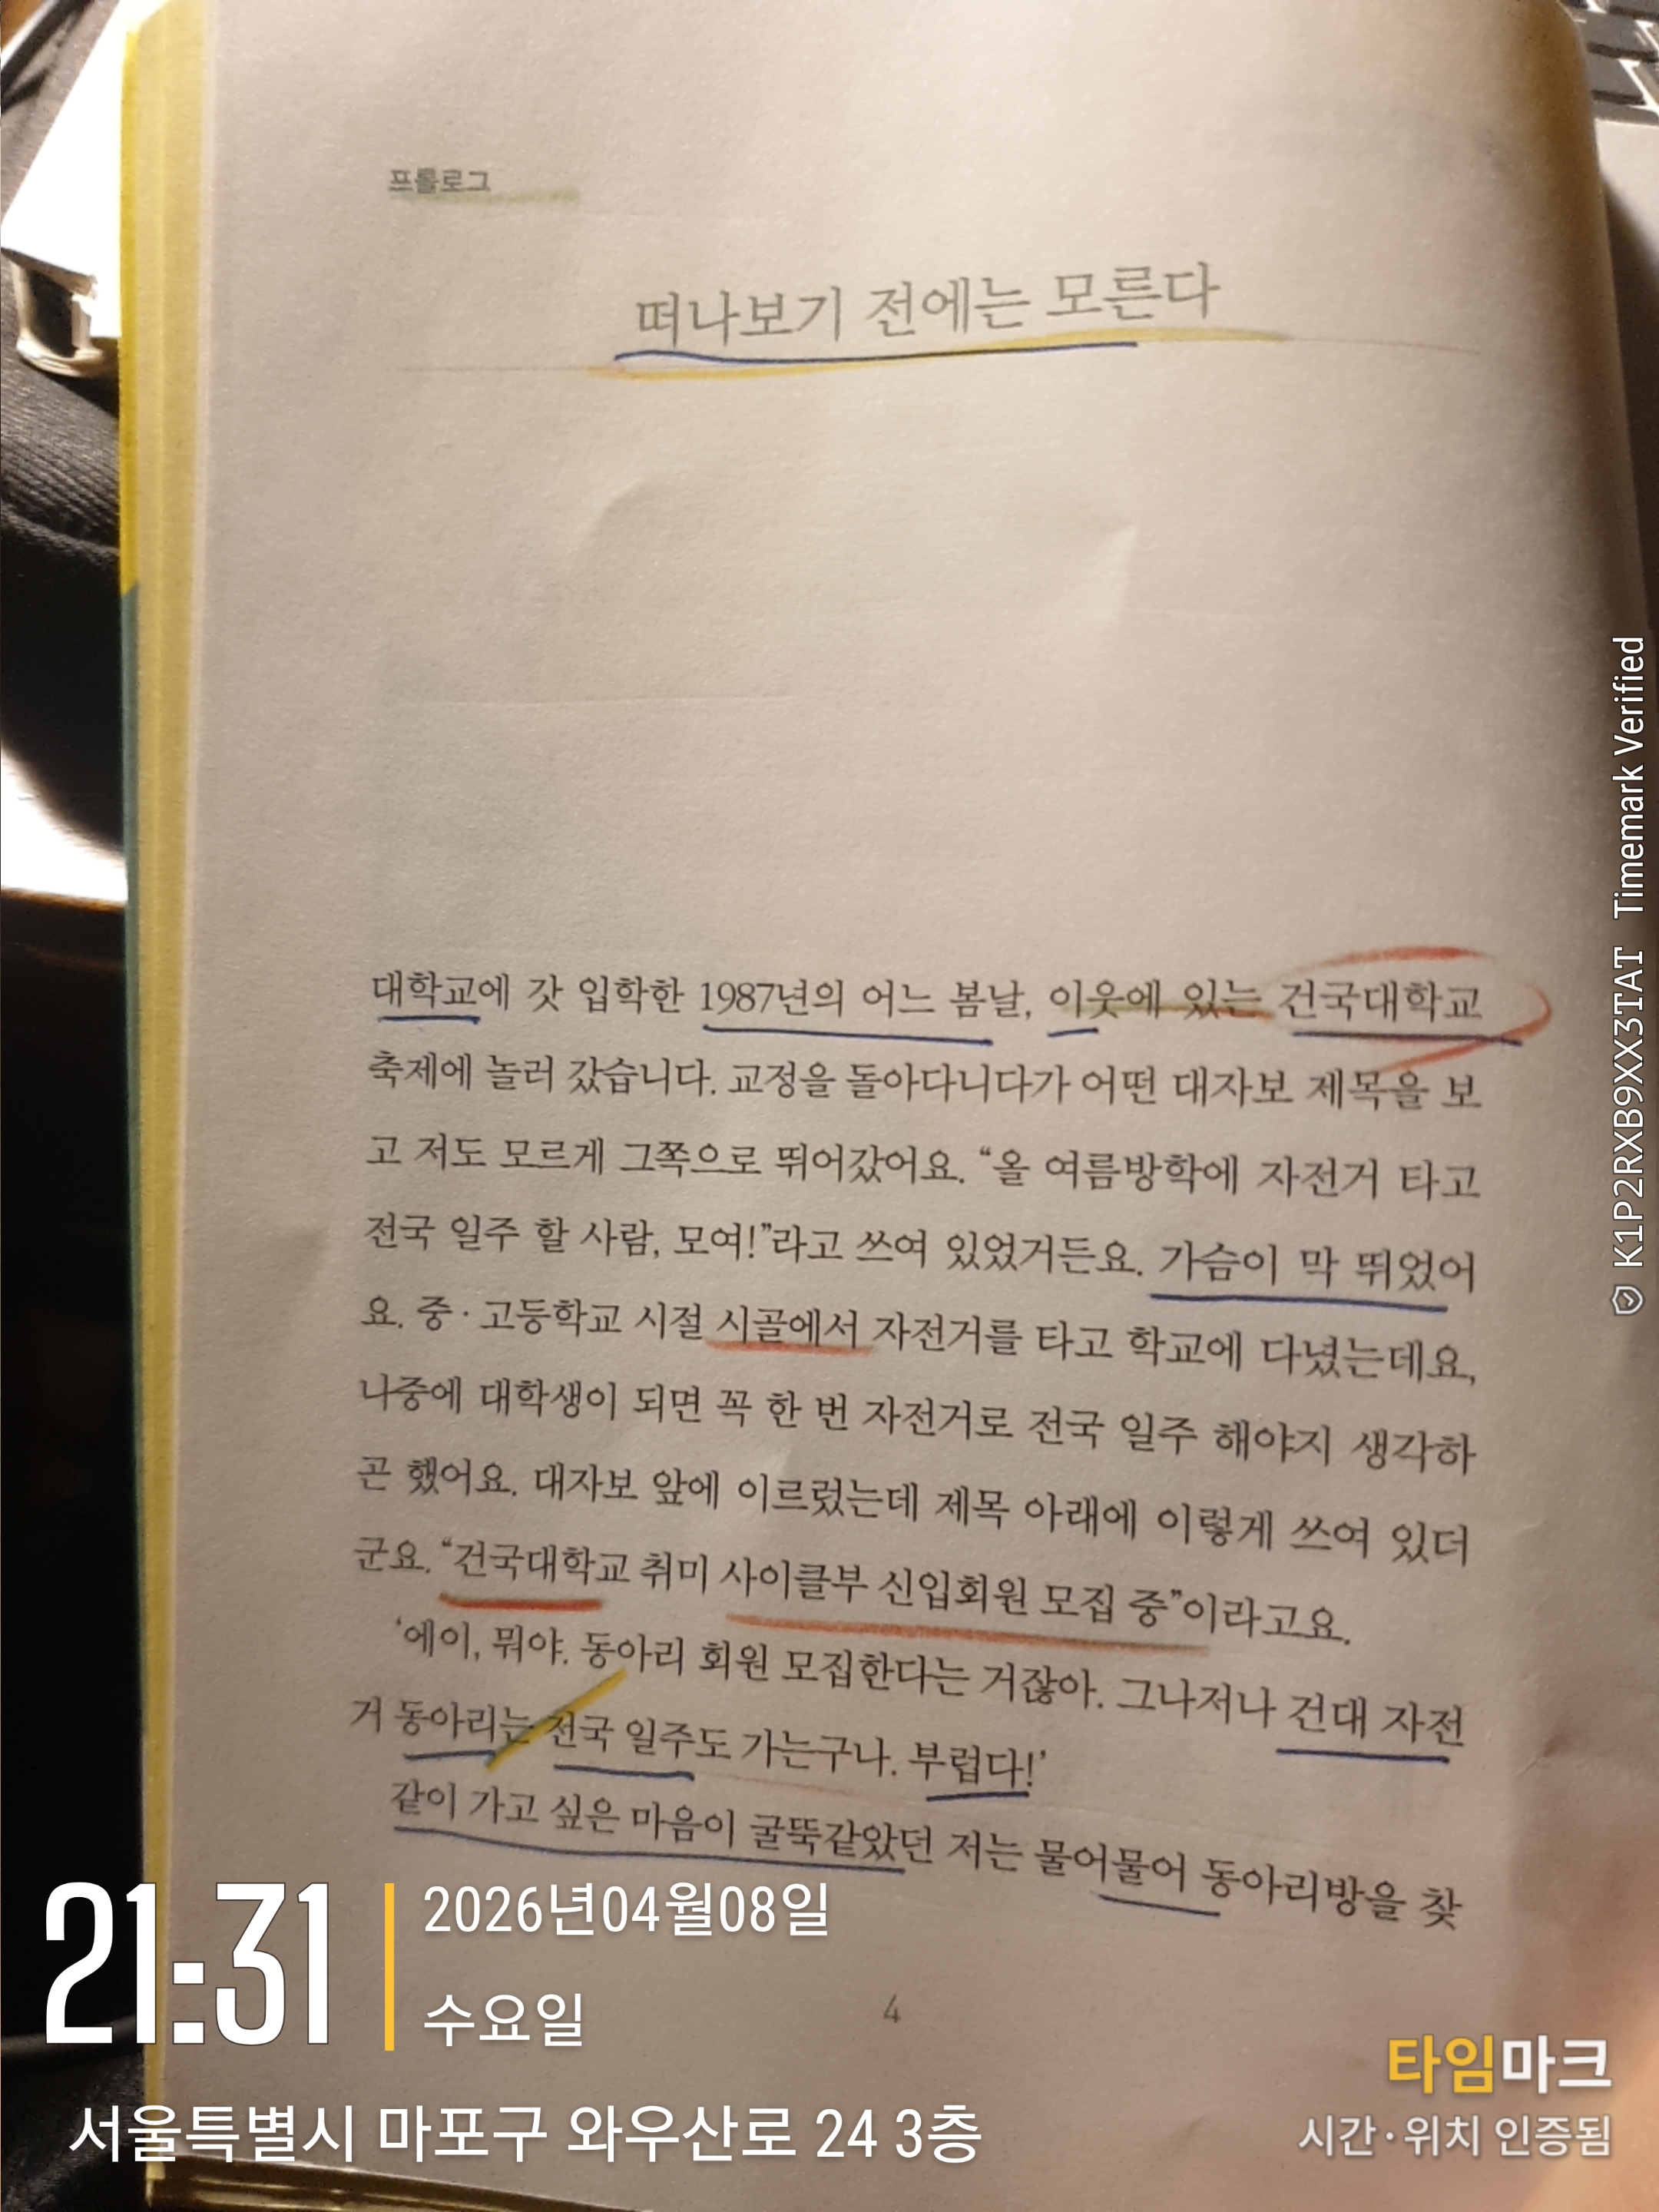 프롤로그
떠나보기 전에는 모른다
대학교에 갓 입학한 1987년의 어느 봄날, 이웃에 있는 건국대학교
축제에 놀러 갔습니다. 교정을 돌아다니다가 어떤 대자보 제목을 보
고 저도 모르게 그쪽으로 뛰어갔어요. “올 여름방학에 자전거 타고
전국 일주 할 사람, 모여!”라고 쓰여 있었거든요. 가슴이 막 뛰었어
요. 중·고등학교 시절 시골에서 자전거를 타고 학교에 다녔는데요,
나중에 대학생이 되면 꼭 한 번 자전거로 전국 일주 해야지 생각하
곤 했어요. 대자보 앞에 이르렀는데 제목 아래에 이렇게 쓰여 있더
군요. “건국대학교 취미 사이클부 신입회원 모집 중”이라고요.
‘에이, 뭐야. 동아리 회원 모집한다는 거잖아. 그나저나 건대 자전
거 동아리는 전국 일주도 가는구나. 부럽다!’
같이 가고 싶은 마음이 굴뚝같았던 저는 물어물어 동아리방을 찾
4
21:31
2026년04월08일
수요일
서울특별시 마포구 와우산로 24 3층
타임마크
시간·위치 인증됨
K1P2RXB9XX3TAT Timemark Verified